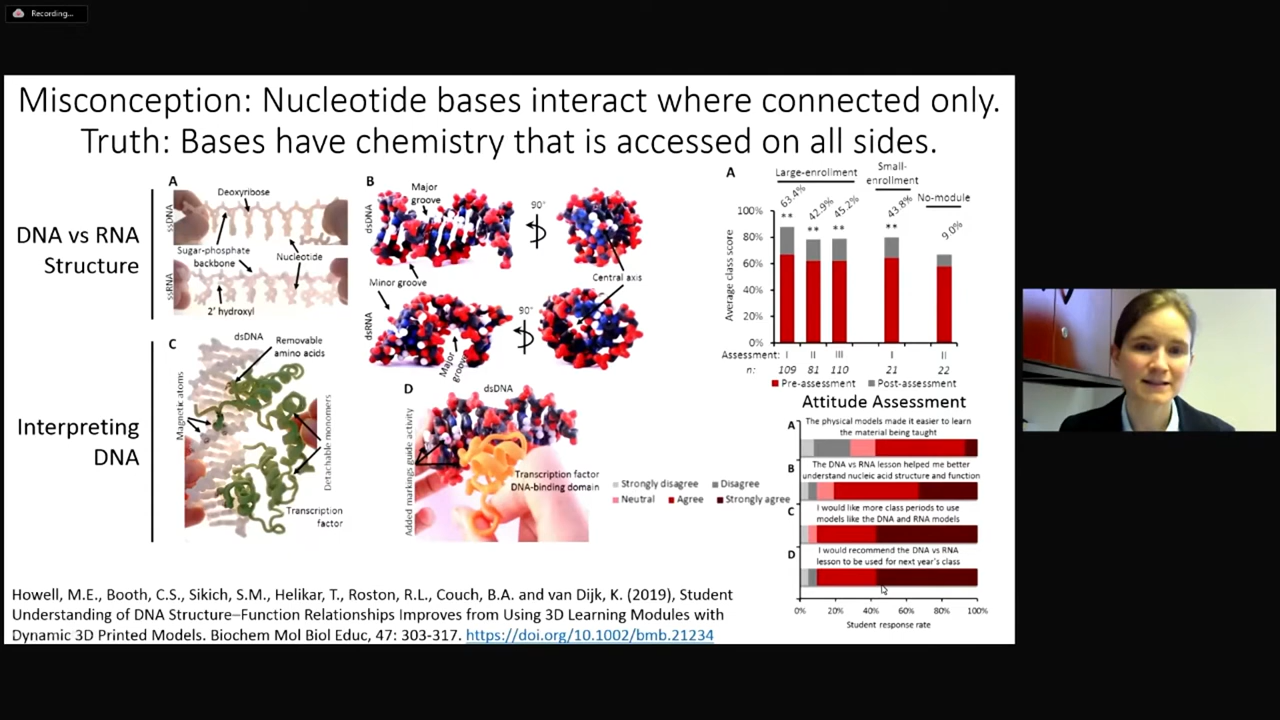 Recording...
Misconception: Nucleotide bases interact where connected only.
Truth: Bases have chemistry that is accessed on all sides.
DNA vs RNA
Structure
A
Deoxyribose
ssDNA
Sugar-phosphate
backbone
Nucleotide
ssRNA
2' hydroxyl
B
Major
groove
dsDNA
90°
Minor groove
Central axis
dsRNA
90°
Major
groove
Interpreting
DNA
C
dsDNA
Removable
amino acids
Magnetic atoms
Detachable monomers
Transcription
factor
D
dsDNA
Added markings guide activity
Transcription factor
DNA-binding domain
A
Large-enrollment
Small-
enrollment
No-module
63.4%
42.9%
45.2%
43.8%
9.0%
** ** ** **
100%
80%
60%
40%
20%
0%
Average class score
Assessment: I II III I II
n: 109 81 110 21 22
Pre-assessment Post-assessment
Attitude Assessment
A
The physical models made it easier to learn
the material being taught
B
The DNA vs RNA lesson helped me better
understand nucleic acid structure and function
C
I would like more class periods to use
models like the DNA and RNA models
D
I would recommend the DNA vs RNA
lesson to be used for next year's class
Strongly disagree Disagree
Neutral Agree Strongly agree
0% 20% 40% 60% 80% 100%
Student response rate
Howell, M.E., Booth, C.S., Sikich, S.M., Helikar, T., Roston, R.L., Couch, B.A. and van Dijk, K. (2019), Student
Understanding of DNA Structure–Function Relationships Improves from Using 3D Learning Modules with
Dynamic 3D Printed Models. Biochem Mol Biol Educ, 47: 303-317. https://doi.org/10.1002/bmb.21234